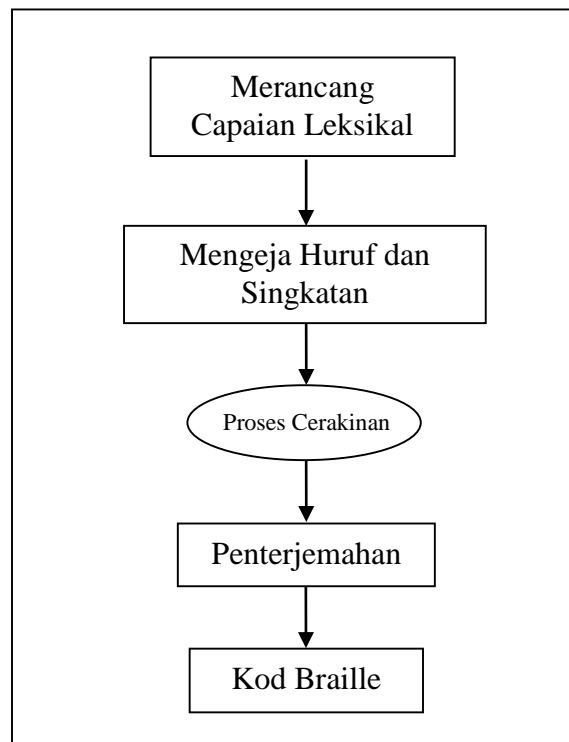 Merancang
Capaian Leksikal
Mengeja Huruf dan
Singkatan
Proses Cerakinan
Penterjemahan
Kod Braille